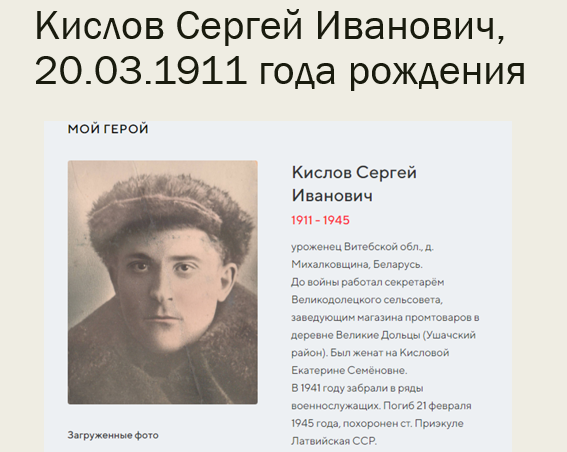 Кислов Сергей Иванович,
20.03.1911 года рождения
МОЙ ГЕРОЙ
Кислов Сергей
Иванович
1911 - 1945
уроженец Витебской обл., д.
Михалковщина, Беларусь.
До войны работал секретарём
Великодолецкого сельсовета,
заведующим магазина промтоваров в
деревне Великие Дольцы (Ушачский
район). Был женат на Кисловой
Екатерине Семёновне.
В 1941 году забрали в ряды
военнослужащих. Погиб 21 февраля
1945 года, похоронен ст. Приэкуле
Латвийская ССР.
Загруженные фото